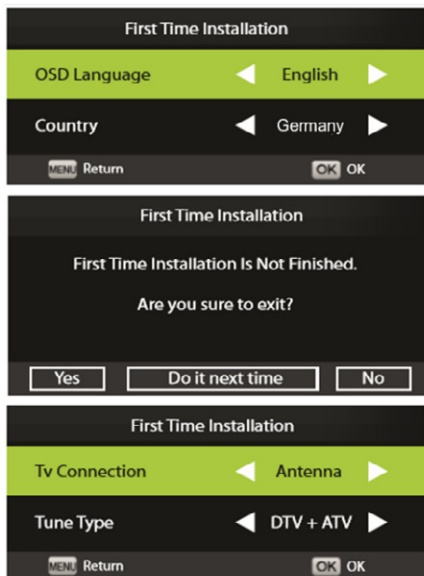 First Time Installation
OSD Language English
Country Germany
MENU Return OK OK
First Time Installation
First Time Installation Is Not Finished.
Are you sure to exit?
Yes Do it next time No
First Time Installation
Tv Connection Antenna
Tune Type DTV + ATV
MENU Return OK OK